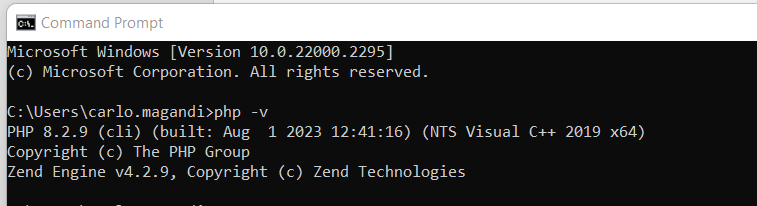 Command Prompt
Microsoft Windows [Version 10.0.22000.2295]
(c) Microsoft Corporation. All rights reserved.
C:\Users\carlo.magandi>php -v
PHP 8.2.9 (cli) (built: Aug  1 2023 12:41:16) (NTS Visual C++ 2019 x64)
Copyright (c) The PHP Group
Zend Engine v4.2.9, Copyright (c) Zend Technologies